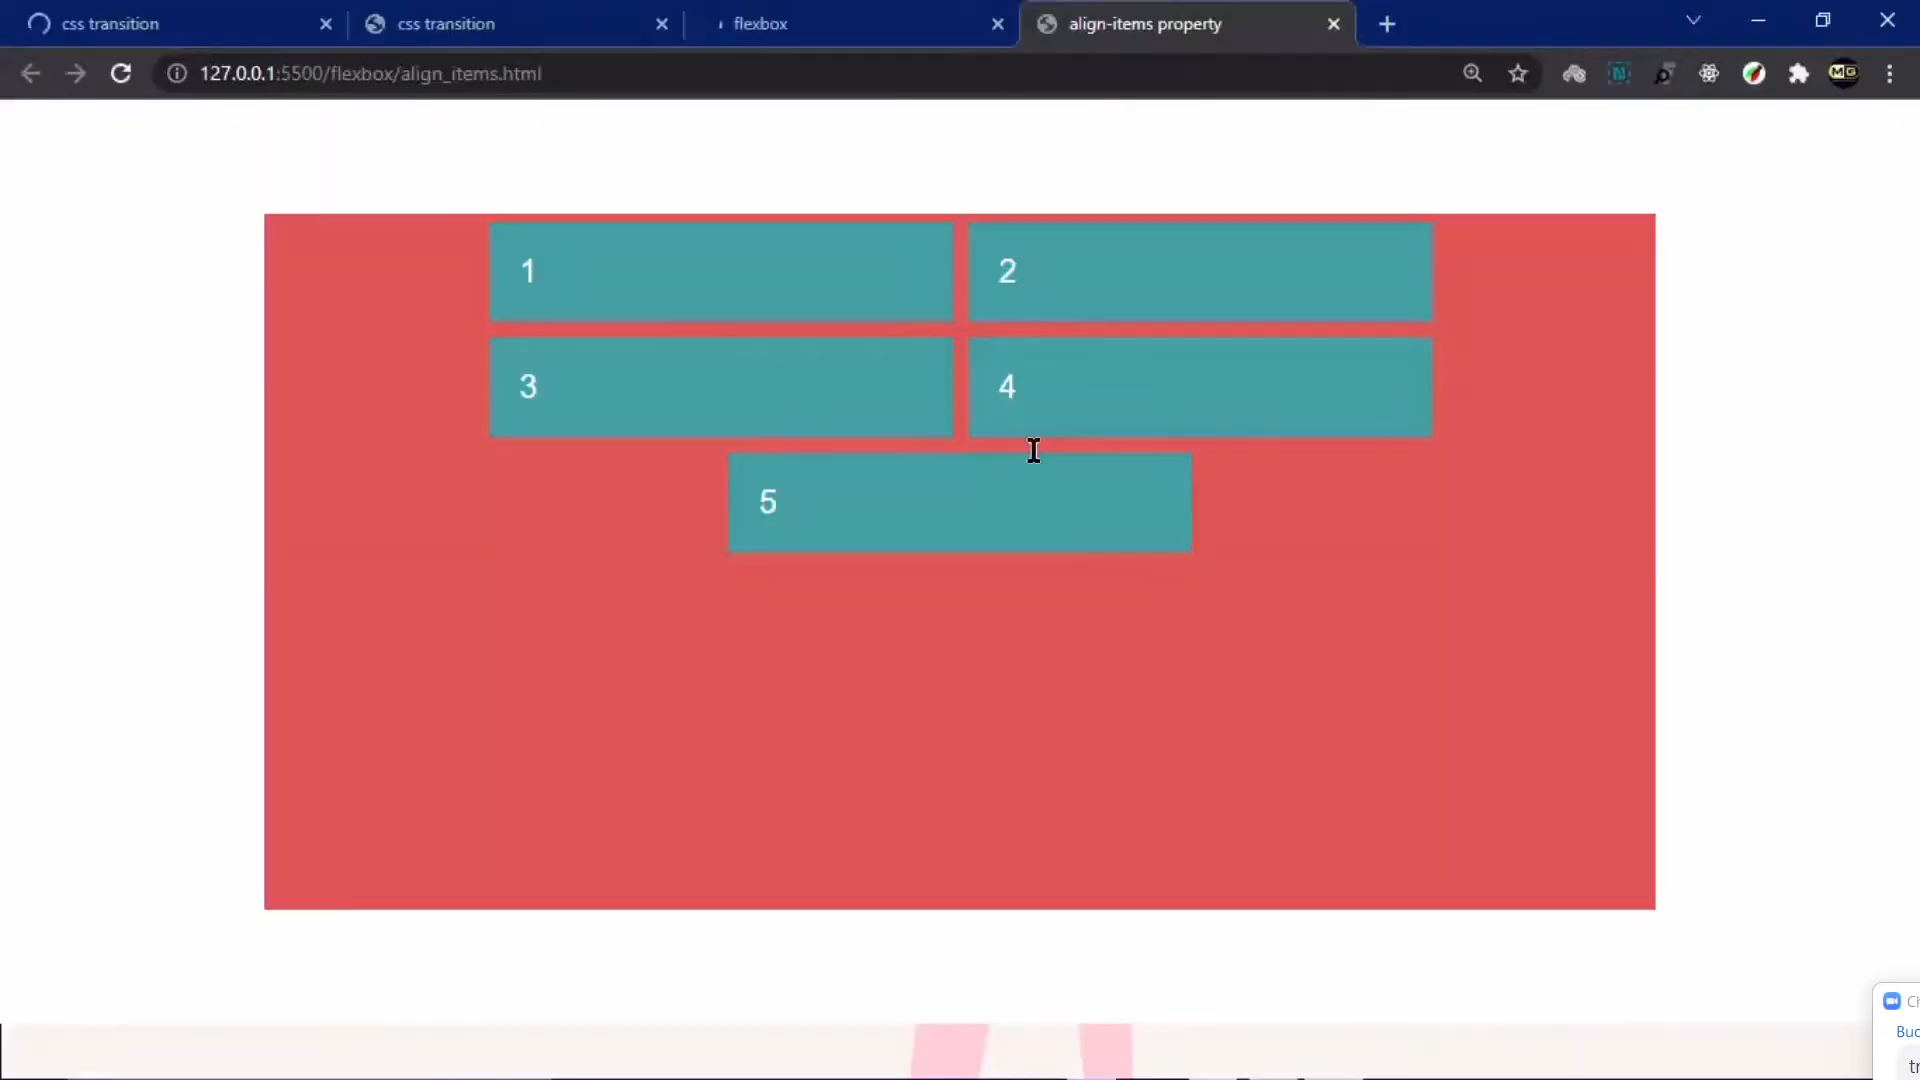 css transition
css transition
flexbox
align-items property
127.0.0.1:5500/flexbox/align_items.html
MG
1
2
3
4
5